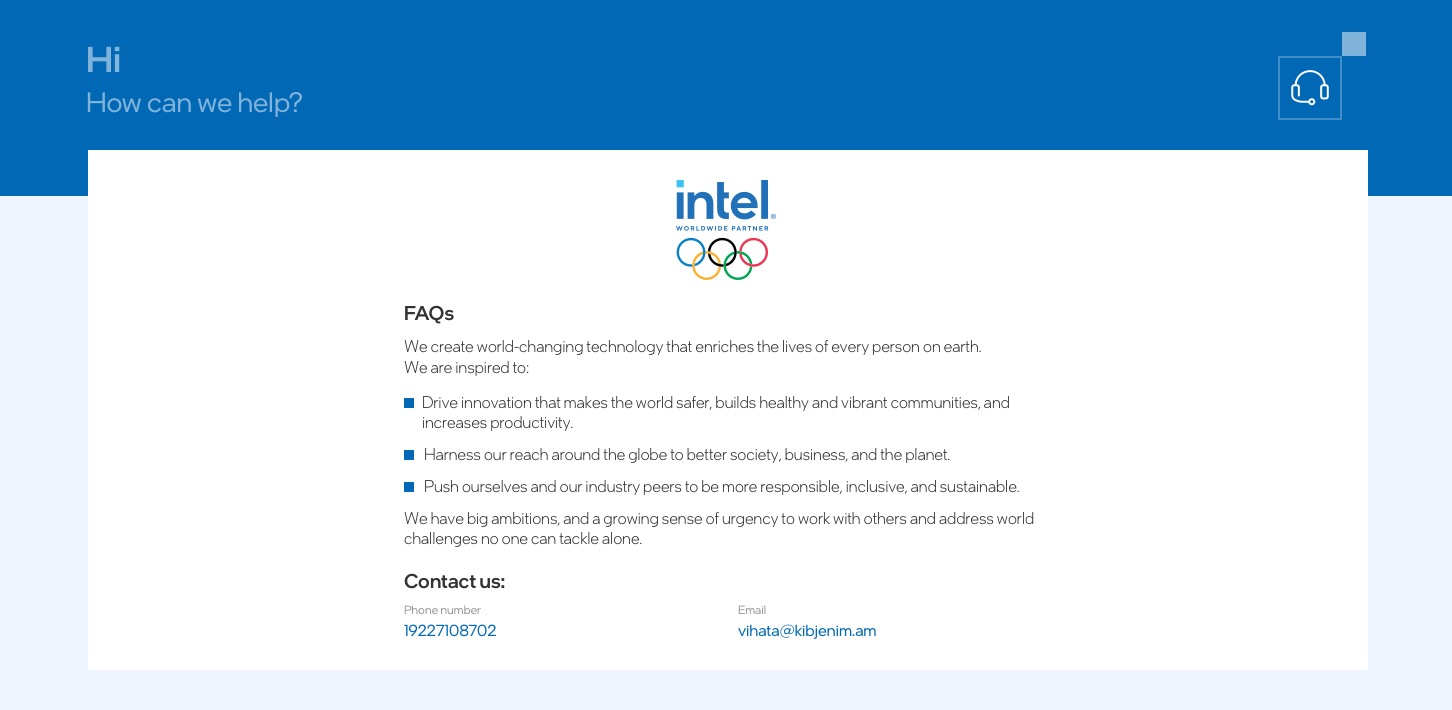 Hi
How can we help?
intel®
WORLDWIDE PARTNER
FAQs
We create world-changing technology that enriches the lives of every person on earth.
We are inspired to:
Drive innovation that makes the world safer, builds healthy and vibrant communities, and
increases productivity.
Harness our reach around the globe to better society, business, and the planet.
Push ourselves and our industry peers to be more responsible, inclusive, and sustainable.
We have big ambitions, and a growing sense of urgency to work with others and address world
challenges no one can tackle alone.
Contact us:
Phone number Email
19227108702 vihata@kibjenim.am